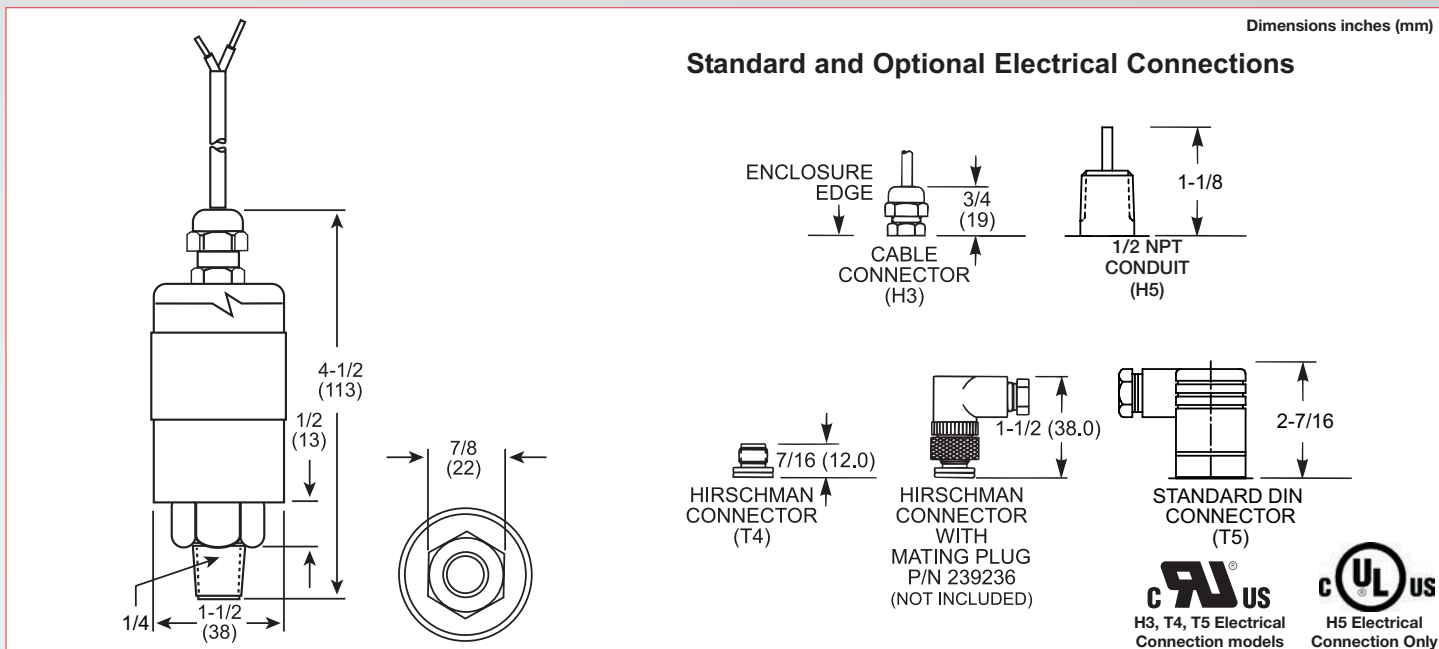 Dimensions inches (mm)
Standard and Optional Electrical Connections
ENCLOSURE
EDGE
3/4
(19)
CABLE
CONNECTOR
(H3)
1-1/8
1/2 NPT
CONDUIT
(H5)
4-1/2
(113)
1/2
(13)
7/8
(22)
1/4
1-1/2
(38)
7/16 (12.0)
HIRSCHMAN
CONNECTOR
(T4)
1-1/2 (38.0)
HIRSCHMAN
CONNECTOR
WITH
MATING PLUG
P/N 239236
(NOT INCLUDED)
2-7/16
STANDARD DIN
CONNECTOR
(T5)
C RU ® US
H3, T4, T5 Electrical
Connection models
C UL ® US
H5 Electrical
Connection Only